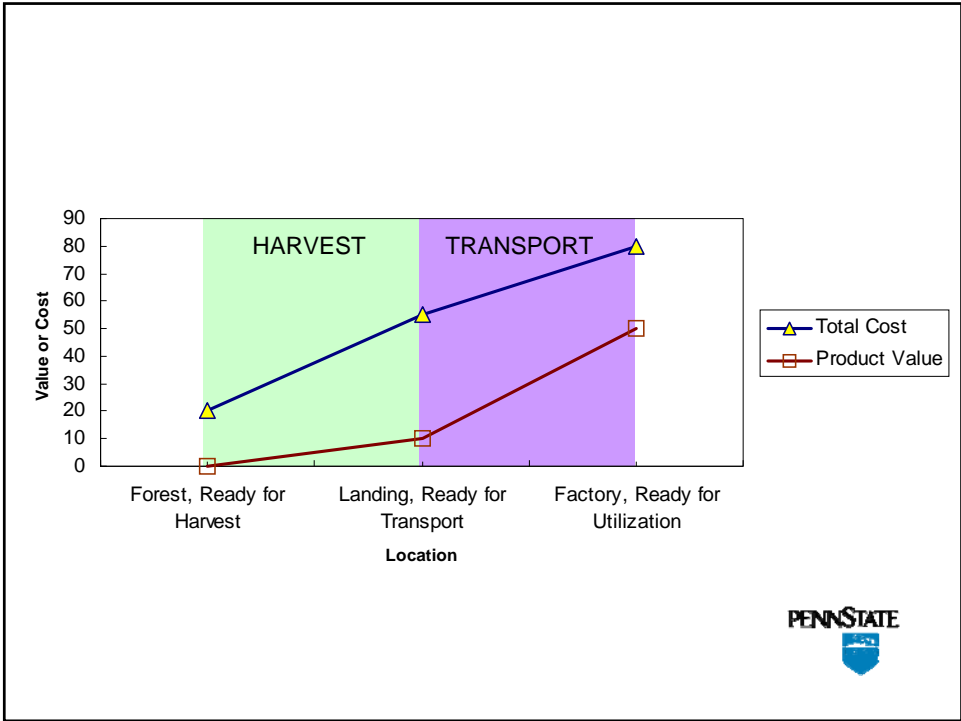 90
80
70
60
50
40
30
20
10
0
Value or Cost
HARVEST
TRANSPORT
Forest, Ready for
Harvest
Landing, Ready for
Transport
Factory, Ready for
Utilization
Location
Total Cost
Product Value
PENNSTATE